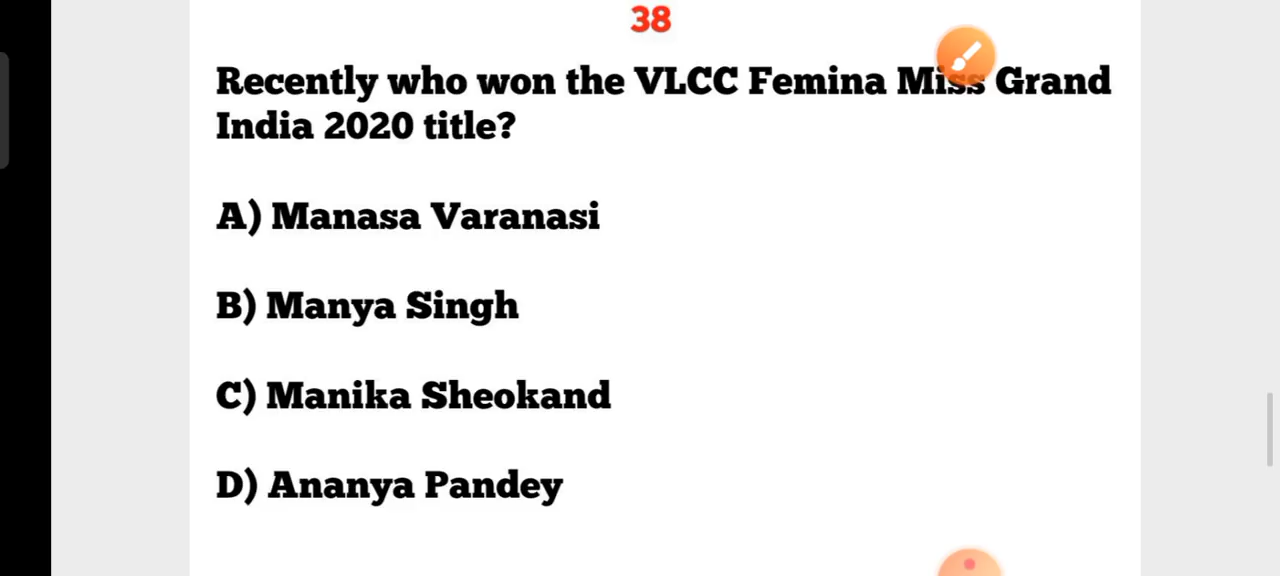 38
Recently who won the VLCC Femina Miss Grand
India 2020 title?
A) Manasa Varanasi
B) Manya Singh
C) Manika Sheokand
D) Ananya Pandey